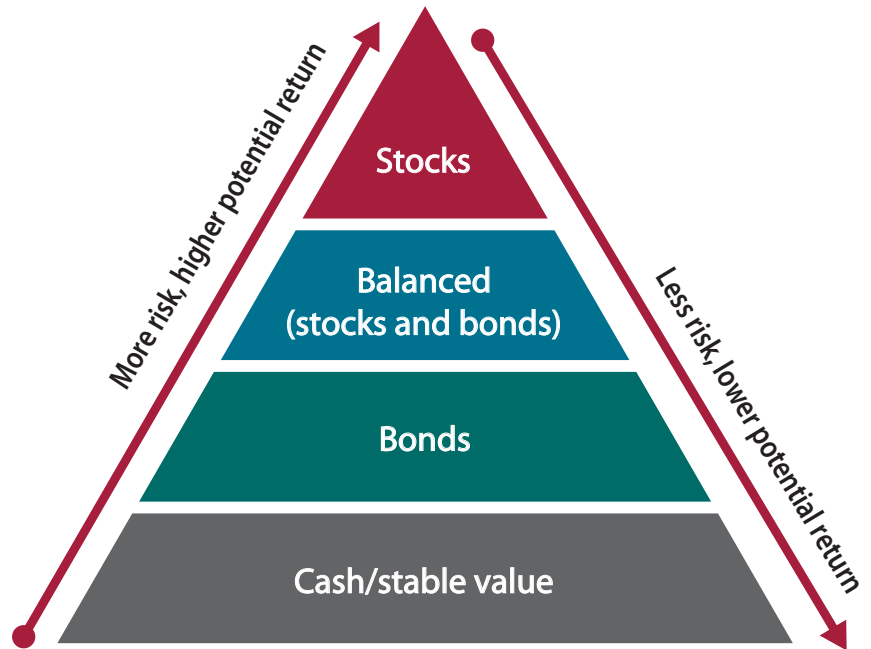 More risk, higher potential return
Stocks
Balanced
(stocks and bonds)
Less risk, lower potential return
Bonds
Cash/stable value